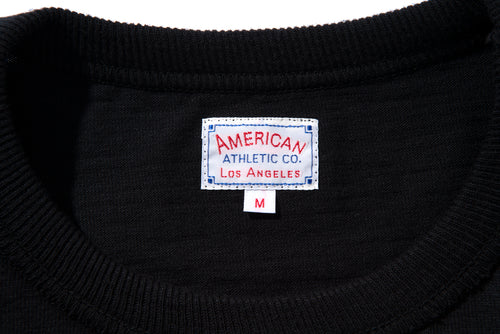 AMERICAN
ATHLETIC CO.
LOS ANGELES
M